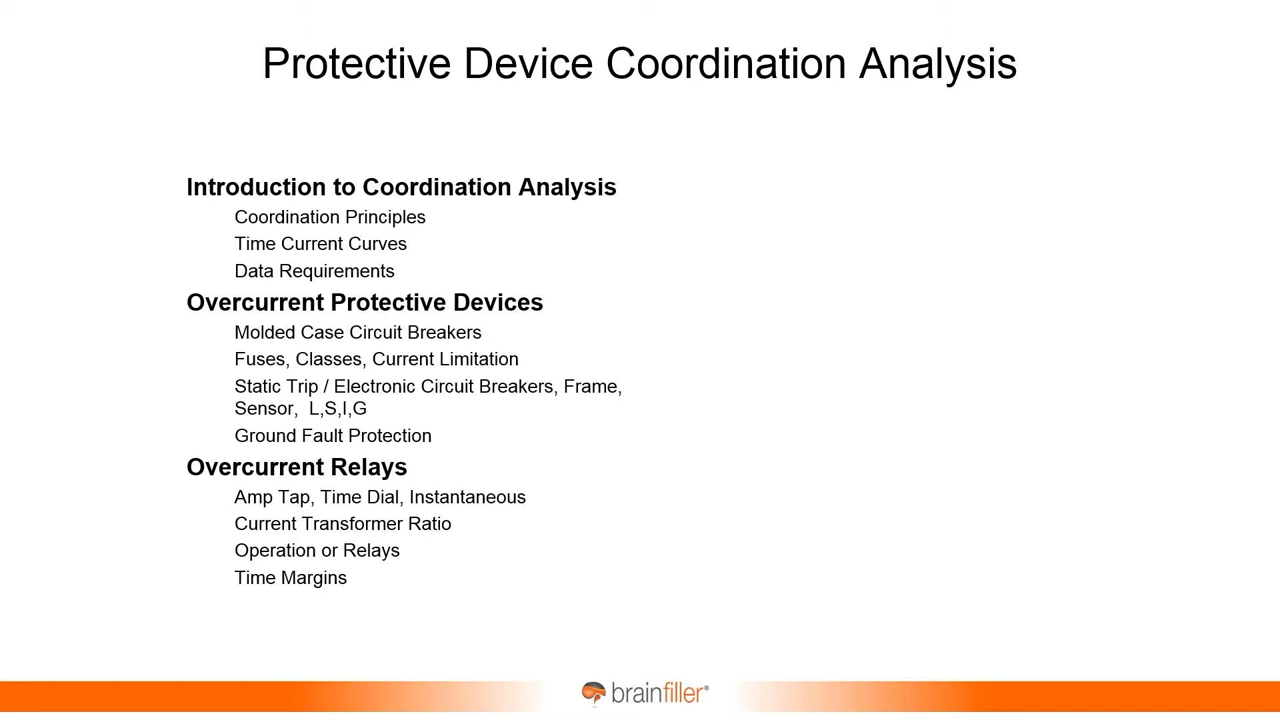 Protective Device Coordination Analysis
Introduction to Coordination Analysis
Coordination Principles
Time Current Curves
Data Requirements
Overcurrent Protective Devices
Molded Case Circuit Breakers
Fuses, Classes, Current Limitation
Static Trip / Electronic Circuit Breakers, Frame,
Sensor,  L,S,I,G
Ground Fault Protection
Overcurrent Relays
Amp Tap, Time Dial, Instantaneous
Current Transformer Ratio
Operation or Relays
Time Margins
brainfiller®